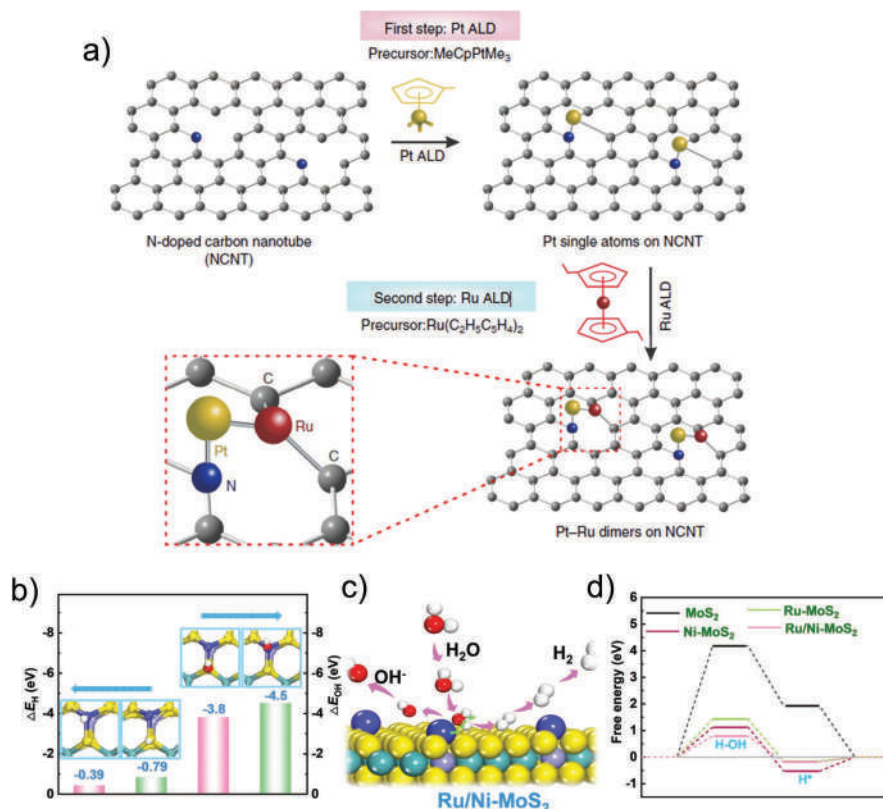 a)
First step: Pt ALD
Precursor:MeCpPtMe₃
Pt ALD
N-doped carbon nanotube
(NCNT)
Pt single atoms on NCNT
Second step: Ru ALD
Precursor:Ru(C₂H₅C₅H₄)₂
Ru ALD
C
Pt
Ru
C
N
Pt–Ru dimers on NCNT
b)
ΔE_H (eV)
-8
-6
-4
-2
0
-0.39
-0.79
-3.8
-4.5
-8
-6
-4
-2
0
ΔE_OH (eV)
c)
H₂O
OH⁻
H₂
Ru/Ni-MoS₂
d)
Free energy (eV)
6
5
4
3
2
1
0
-1
MoS₂
Ru-MoS₂
Ni-MoS₂
Ru/Ni-MoS₂
H-OH
H*